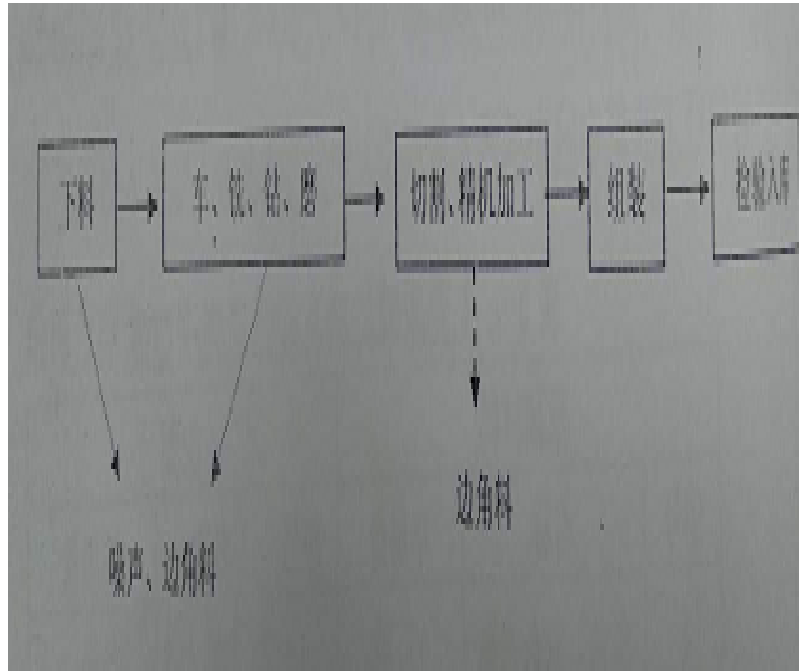 下料
车、铣、钻、磨
切割、精机加工
组装
检验入库
边角料
噪声、边角料